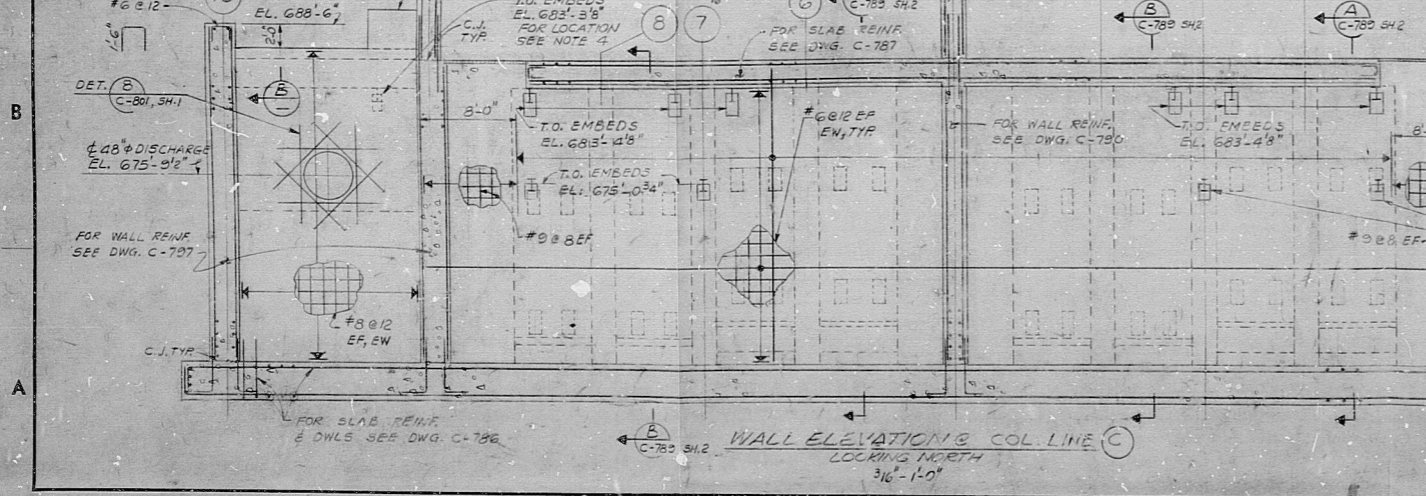 #6 @ 12
1'-6"
EL. 688'-6"
2'-0"
C.J.
TYP.
T.O. EMBEDS
EL. 683'-3⅛"
FOR LOCATION
SEE NOTE 4
8
7
6
C-789 SH.2
B
C-789 SH.2
A
C-789 SH.2
FOR SLAB REINF.
SEE DWG. C-787
B
DET. 8
C-801, SH-1
B
8'-0"
T.O. EMBEDS
EL. 683'-4⅛"
#6@12 EF
EW, TYP.
FOR WALL REINF.
SEE DWG. C-796
T.O. EMBEDS
EL. 683'-4⅛"
8'
₵ 48"⌀ DISCHARGE
EL. 675'-9½"
T.O. EMBEDS
EL. 675'-0¾"
#9@8 EF
#9@8, EF
FOR WALL REINF.
SEE DWG. C-797
#8@12
EF, EW
C.J. TYP.
A
FOR SLAB REINF.
& DWLS SEE DWG. C-786
B
C-789 SH.2
WALL ELEVATION @ COL. LINE C
LOOKING NORTH
3/16"-1'-0"